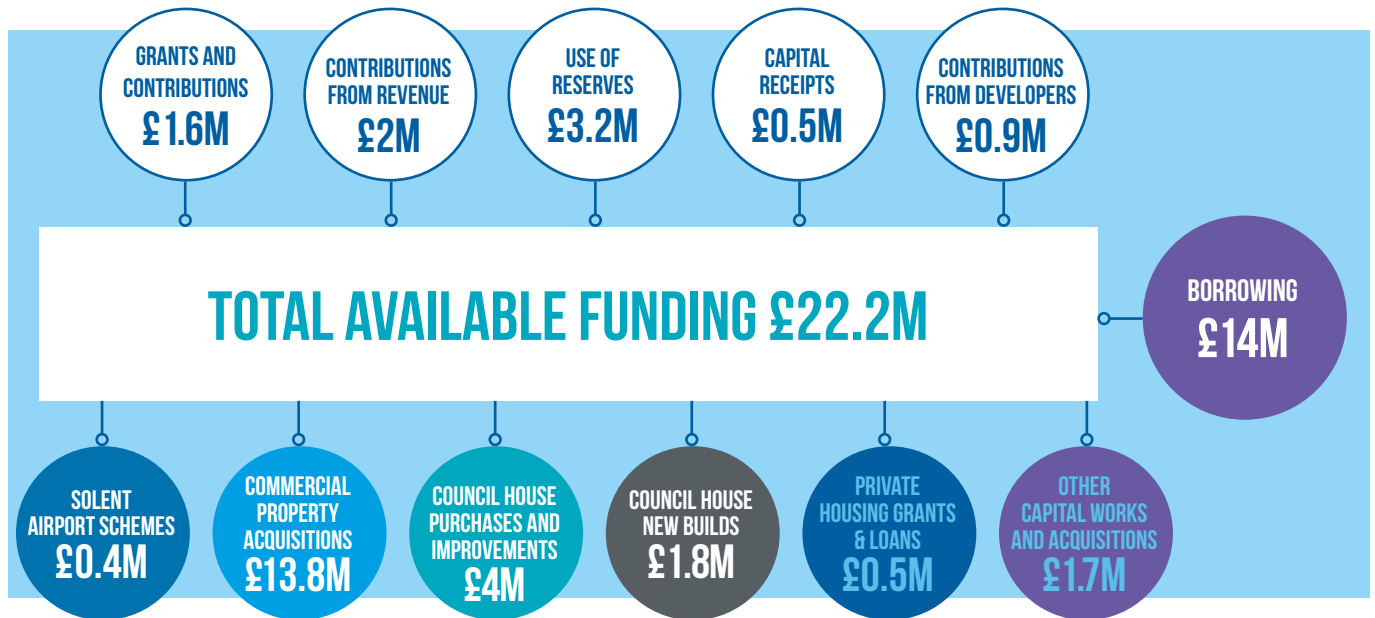 GRANTS AND
CONTRIBUTIONS
£1.6M
CONTRIBUTIONS
FROM REVENUE
£2M
USE OF
RESERVES
£3.2M
CAPITAL
RECEIPTS
£0.5M
CONTRIBUTIONS
FROM DEVELOPERS
£0.9M
TOTAL AVAILABLE FUNDING £22.2M
BORROWING
£14M
SOLENT
AIRPORT SCHEMES
£0.4M
COMMERCIAL
PROPERTY
ACQUISITIONS
£13.8M
COUNCIL HOUSE
PURCHASES AND
IMPROVEMENTS
£4M
COUNCIL HOUSE
NEW BUILDS
£1.8M
PRIVATE
HOUSING GRANTS
& LOANS
£0.5M
OTHER
CAPITAL WORKS
AND ACQUISITIONS
£1.7M